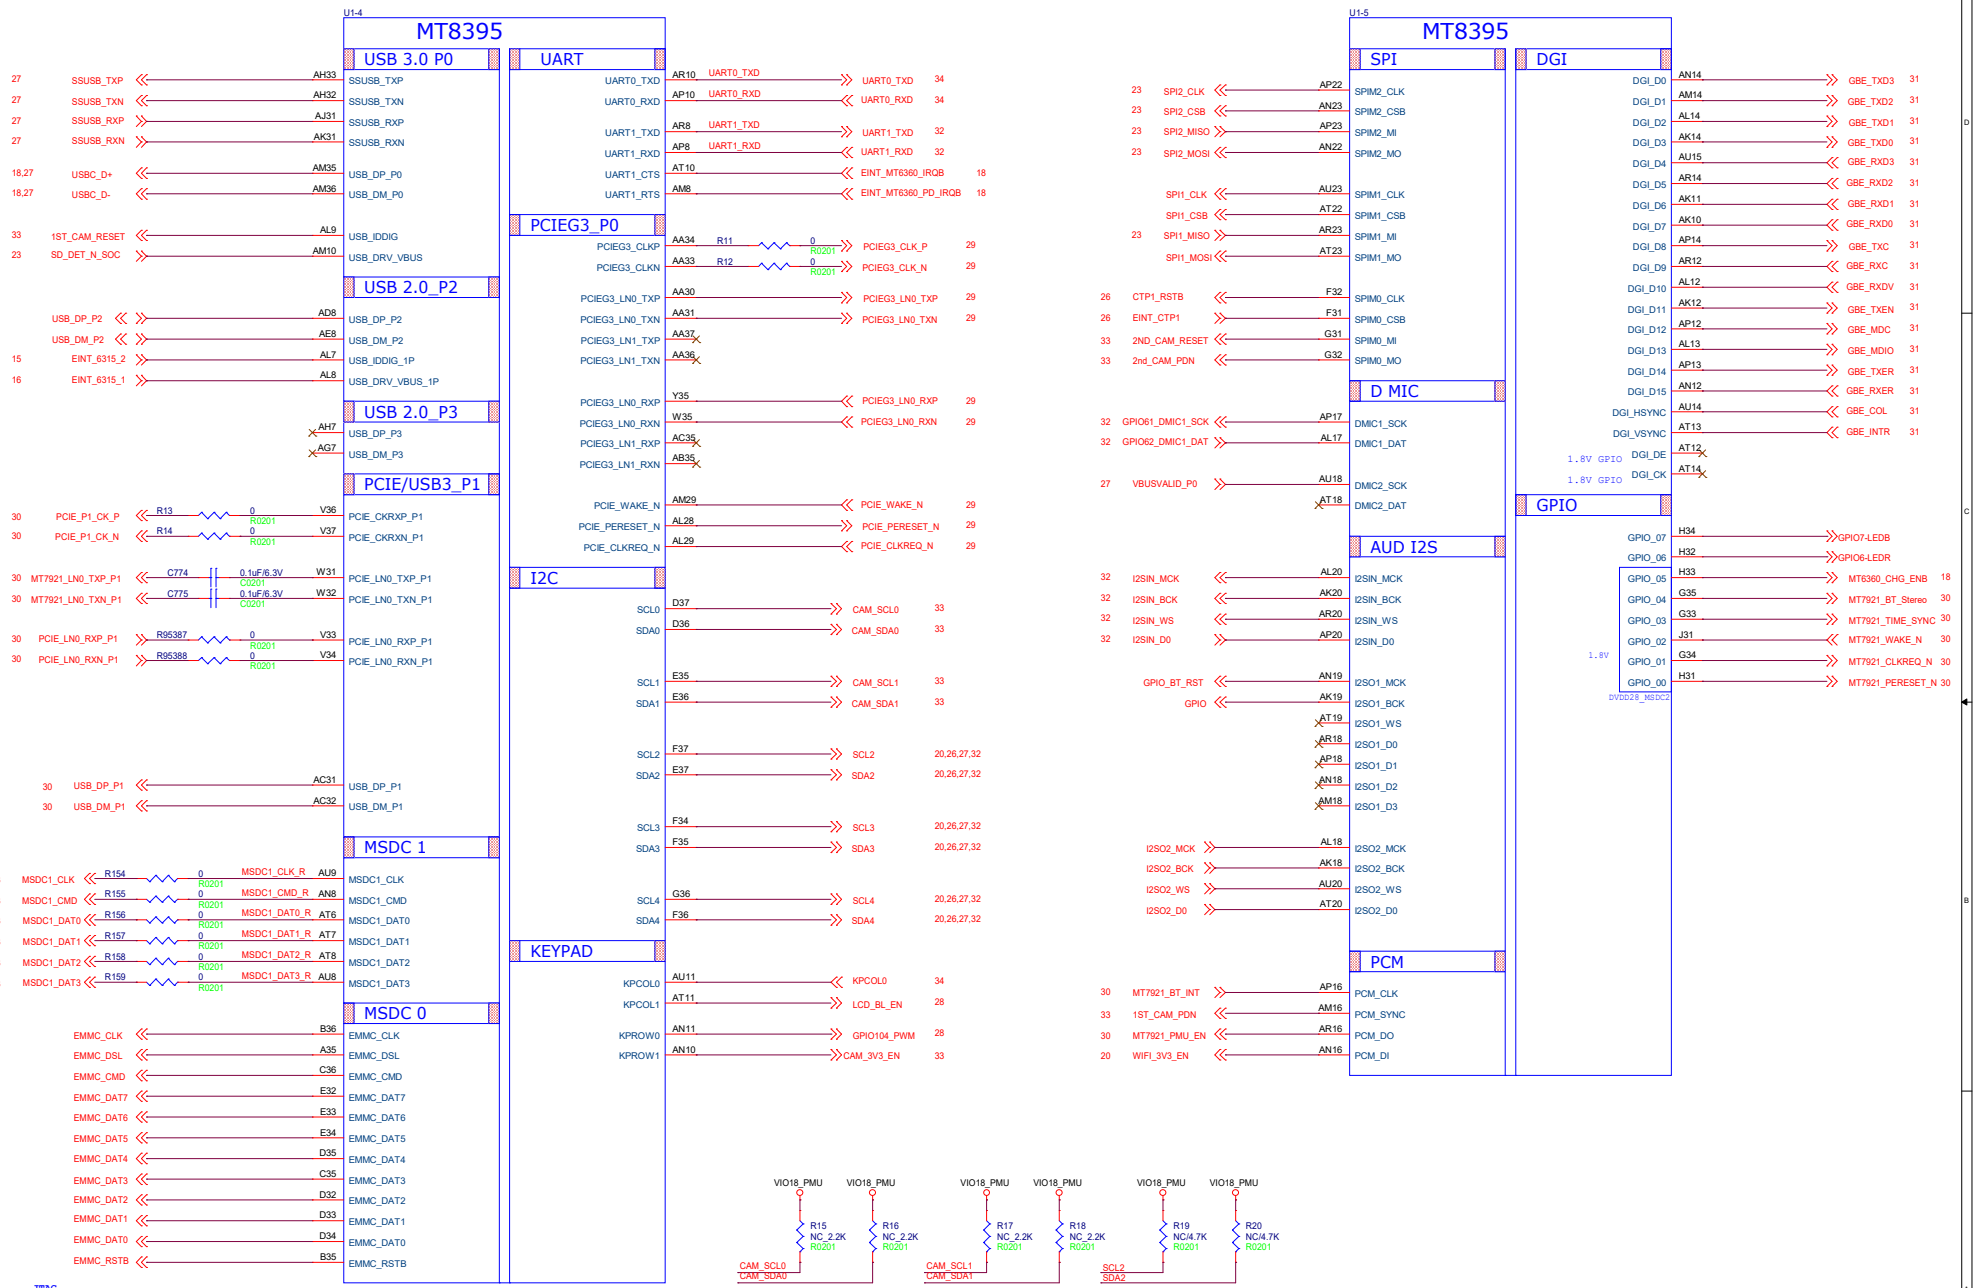 U1-4
MT8395
USB 3.0 P0
27 SSUSB_TXP AH33 SSUSB_TXP
27 SSUSB_TXN AH32 SSUSB_TXN
27 SSUSB_RXP AJ31 SSUSB_RXP
27 SSUSB_RXN AK31 SSUSB_RXN
18,27 USBC_D+ AM35 USB_DP_P0
18,27 USBC_D- AM36 USB_DM_P0
33 1ST_CAM_RESET AL9 USB_IDDIG
23 SD_DET_N_SOC AM10 USB_DRV_VBUS
USB 2.0_P2
USB_DP_P2 AD8 USB_DP_P2
USB_DM_P2 AE8 USB_DM_P2
15 EINT_6315_2 AL7 USB_IDDIG_1P
16 EINT_6315_1 AL8 USB_DRV_VBUS_1P
USB 2.0_P3
AH7 USB_DP_P3
AG7 USB_DM_P3
PCIE/USB3_P1
30 PCIE_P1_CK_P R13 0 R0201 V36 PCIE_CKRXP_P1
30 PCIE_P1_CK_N R14 0 R0201 V37 PCIE_CKRXN_P1
30 MT7921_LN0_TXP_P1 C774 0.1uF/6.3V C0201 W31 PCIE_LN0_TXP_P1
30 MT7921_LN0_TXN_P1 C775 0.1uF/6.3V C0201 W32 PCIE_LN0_TXN_P1
30 PCIE_LN0_RXP_P1 R95387 0 R0201 V33 PCIE_LN0_RXP_P1
30 PCIE_LN0_RXN_P1 R95388 0 R0201 V34 PCIE_LN0_RXN_P1
30 USB_DP_P1 AC31 USB_DP_P1
30 USB_DM_P1 AC32 USB_DM_P1
MSDC 1
MSDC1_CLK R154 0 R0201 MSDC1_CLK_R AU9 MSDC1_CLK
MSDC1_CMD R155 0 R0201 MSDC1_CMD_R AN8 MSDC1_CMD
MSDC1_DAT0 R156 0 R0201 MSDC1_DAT0_R AT6 MSDC1_DAT0
MSDC1_DAT1 R157 0 R0201 MSDC1_DAT1_R AT7 MSDC1_DAT1
MSDC1_DAT2 R158 0 R0201 MSDC1_DAT2_R AT8 MSDC1_DAT2
MSDC1_DAT3 R159 0 R0201 MSDC1_DAT3_R AU8 MSDC1_DAT3
MSDC 0
EMMC_CLK B36 EMMC_CLK
EMMC_DSL A35 EMMC_DSL
EMMC_CMD C36 EMMC_CMD
EMMC_DAT7 E32 EMMC_DAT7
EMMC_DAT6 E33 EMMC_DAT6
EMMC_DAT5 E34 EMMC_DAT5
EMMC_DAT4 D35 EMMC_DAT4
EMMC_DAT3 C35 EMMC_DAT3
EMMC_DAT2 D32 EMMC_DAT2
EMMC_DAT1 D33 EMMC_DAT1
EMMC_DAT0 D34 EMMC_DAT0
EMMC_RSTB B35 EMMC_RSTB
UART
UART0_TXD AR10 UART0_TXD UART0_TXD 34
UART0_RXD AP10 UART0_RXD UART0_RXD 34
UART1_TXD AR8 UART1_TXD UART1_TXD 32
UART1_RXD AP8 UART1_RXD UART1_RXD 32
UART1_CTS AT10 EINT_MT6360_IRQB 18
UART1_RTS AM8 EINT_MT6360_PD_IRQB 18
PCIEG3_P0
PCIEG3_CLKP AA34 R11 0 R0201 PCIEG3_CLK_P 29
PCIEG3_CLKN AA33 R12 0 R0201 PCIEG3_CLK_N 29
PCIEG3_LN0_TXP AA30 PCIEG3_LN0_TXP 29
PCIEG3_LN0_TXN AA31 PCIEG3_LN0_TXN 29
PCIEG3_LN1_TXP AA37
PCIEG3_LN1_TXN AA36
PCIEG3_LN0_RXP Y35 PCIEG3_LN0_RXP 29
PCIEG3_LN0_RXN W35 PCIEG3_LN0_RXN 29
PCIEG3_LN1_RXP AC35
PCIEG3_LN1_RXN AB35
PCIE_WAKE_N AM29 PCIE_WAKE_N 29
PCIE_PERESET_N AL28 PCIE_PERESET_N 29
PCIE_CLKREQ_N AL29 PCIE_CLKREQ_N 29
I2C
SCL0 D37 CAM_SCL0 33
SDA0 D36 CAM_SDA0 33
SCL1 E35 CAM_SCL1 33
SDA1 E36 CAM_SDA1 33
SCL2 F37 SCL2 20,26,27,32
SDA2 E37 SDA2 20,26,27,32
SCL3 F34 SCL3 20,26,27,32
SDA3 F35 SDA3 20,26,27,32
SCL4 G36 SCL4 20,26,27,32
SDA4 F36 SDA4 20,26,27,32
KEYPAD
KPCOL0 AU11 KPCOL0 34
KPCOL1 AT11 LCD_BL_EN 28
KPROW0 AN11 GPIO104_PWM 28
KPROW1 AN10 CAM_3V3_EN 33
VIO18_PMU VIO18_PMU VIO18_PMU VIO18_PMU VIO18_PMU VIO18_PMU
R15 R16 R17 R18 R19 R20
NC_2.2K NC_2.2K NC_2.2K NC_2.2K NC/4.7K NC/4.7K
R0201 R0201 R0201 R0201 R0201 R0201
CAM_SCL0 CAM_SCL1 SCL2
CAM_SDA0 CAM_SDA1 SDA2
U1-5
MT8395
SPI
23 SPI2_CLK AP22 SPIM2_CLK
23 SPI2_CSB AN23 SPIM2_CSB
23 SPI2_MISO AP23 SPIM2_MI
23 SPI2_MOSI AN22 SPIM2_MO
SPI1_CLK AU23 SPIM1_CLK
SPI1_CSB AT22 SPIM1_CSB
23 SPI1_MISO AR23 SPIM1_MI
SPI1_MOSI AT23 SPIM1_MO
26 CTP1_RSTB F32 SPIM0_CLK
26 EINT_CTP1 F31 SPIM0_CSB
33 2ND_CAM_RESET G31 SPIM0_MI
33 2nd_CAM_PDN G32 SPIM0_MO
D MIC
32 GPIO61_DMIC1_SCK AP17 DMIC1_SCK
32 GPIO62_DMIC1_DAT AL17 DMIC1_DAT
27 VBUSVALID_P0 AU18 DMIC2_SCK
AT18 DMIC2_DAT
AUD I2S
32 I2SIN_MCK AL20 I2SIN_MCK
32 I2SIN_BCK AK20 I2SIN_BCK
32 I2SIN_WS AR20 I2SIN_WS
32 I2SIN_D0 AP20 I2SIN_D0
GPIO_BT_RST AN19 I2SO1_MCK
GPIO AK19 I2SO1_BCK
AT19 I2SO1_WS
AR18 I2SO1_D0
AP18 I2SO1_D1
AN18 I2SO1_D2
AM18 I2SO1_D3
I2SO2_MCK AL18 I2SO2_MCK
I2SO2_BCK AK18 I2SO2_BCK
I2SO2_WS AU20 I2SO2_WS
I2SO2_D0 AT20 I2SO2_D0
PCM
30 MT7921_BT_INT AP16 PCM_CLK
33 1ST_CAM_PDN AM16 PCM_SYNC
30 MT7921_PMU_EN AR16 PCM_DO
20 WIFI_3V3_EN AN16 PCM_DI
DGI
DGI_D0 AN14 GBE_TXD3 31
DGI_D1 AM14 GBE_TXD2 31
DGI_D2 AL14 GBE_TXD1 31
DGI_D3 AK14 GBE_TXD0 31
DGI_D4 AU15 GBE_RXD3 31
DGI_D5 AR14 GBE_RXD2 31
DGI_D6 AK11 GBE_RXD1 31
DGI_D7 AK10 GBE_RXD0 31
DGI_D8 AP14 GBE_TXC 31
DGI_D9 AR12 GBE_RXC 31
DGI_D10 AL12 GBE_RXDV 31
DGI_D11 AK12 GBE_TXEN 31
DGI_D12 AP12 GBE_MDC 31
DGI_D13 AL13 GBE_MDIO 31
DGI_D14 AP13 GBE_TXER 31
DGI_D15 AN12 GBE_RXER 31
DGI_HSYNC AU14 GBE_COL 31
DGI_VSYNC AT13 GBE_INTR 31
1.8V GPIO DGI_DE AT12
1.8V GPIO DGI_CK AT14
GPIO
GPIO_07 H34 GPIO7-LEDB
GPIO_06 H32 GPIO6-LEDR
GPIO_05 H33 MT6360_CHG_ENB 18
GPIO_04 G35 MT7921_BT_Stereo 30
GPIO_03 G33 MT7921_TIME_SYNC 30
GPIO_02 J31 MT7921_WAKE_N 30
1.8V GPIO_01 G34 MT7921_CLKREQ_N 30
GPIO_00 H31 MT7921_PERESET_N 30
DVDD28_MSDC2
D
C
B